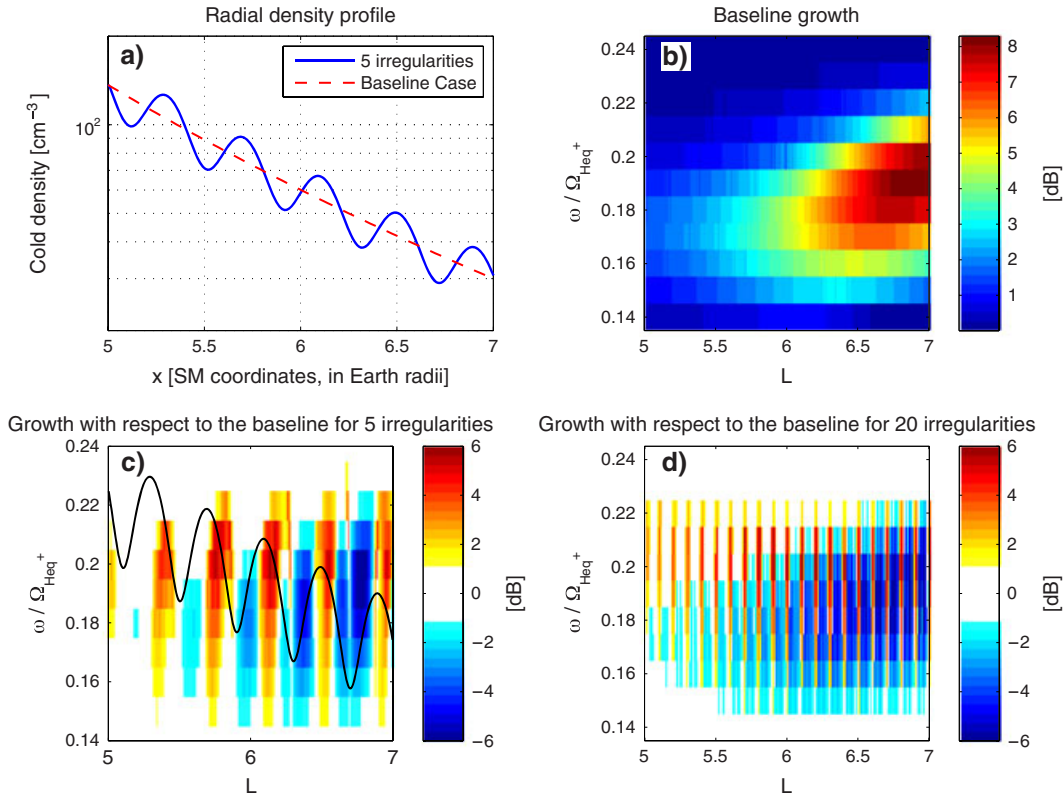 Radial density profile
a)
5 irregularities
Baseline Case
10²
Cold density [cm⁻³]
5 5.5 6 6.5 7
x [SM coordinates, in Earth radii]
Baseline growth
b)
0.24
0.22
0.2
0.18
0.16
0.14
ω / Ω_Heq⁺
5 5.5 6 6.5 7
L
8
7
6
5
4
3
2
1
[dB]
Growth with respect to the baseline for 5 irregularities
c)
0.24
0.22
0.2
0.18
0.16
0.14
ω / Ω_Heq⁺
5 6 7
L
6
4
2
0
−2
−4
−6
[dB]
Growth with respect to the baseline for 20 irregularities
d)
0.24
0.22
0.2
0.18
0.16
0.14
ω / Ω_Heq⁺
5 5.5 6 6.5 7
L
6
4
2
0
−2
−4
−6
[dB]